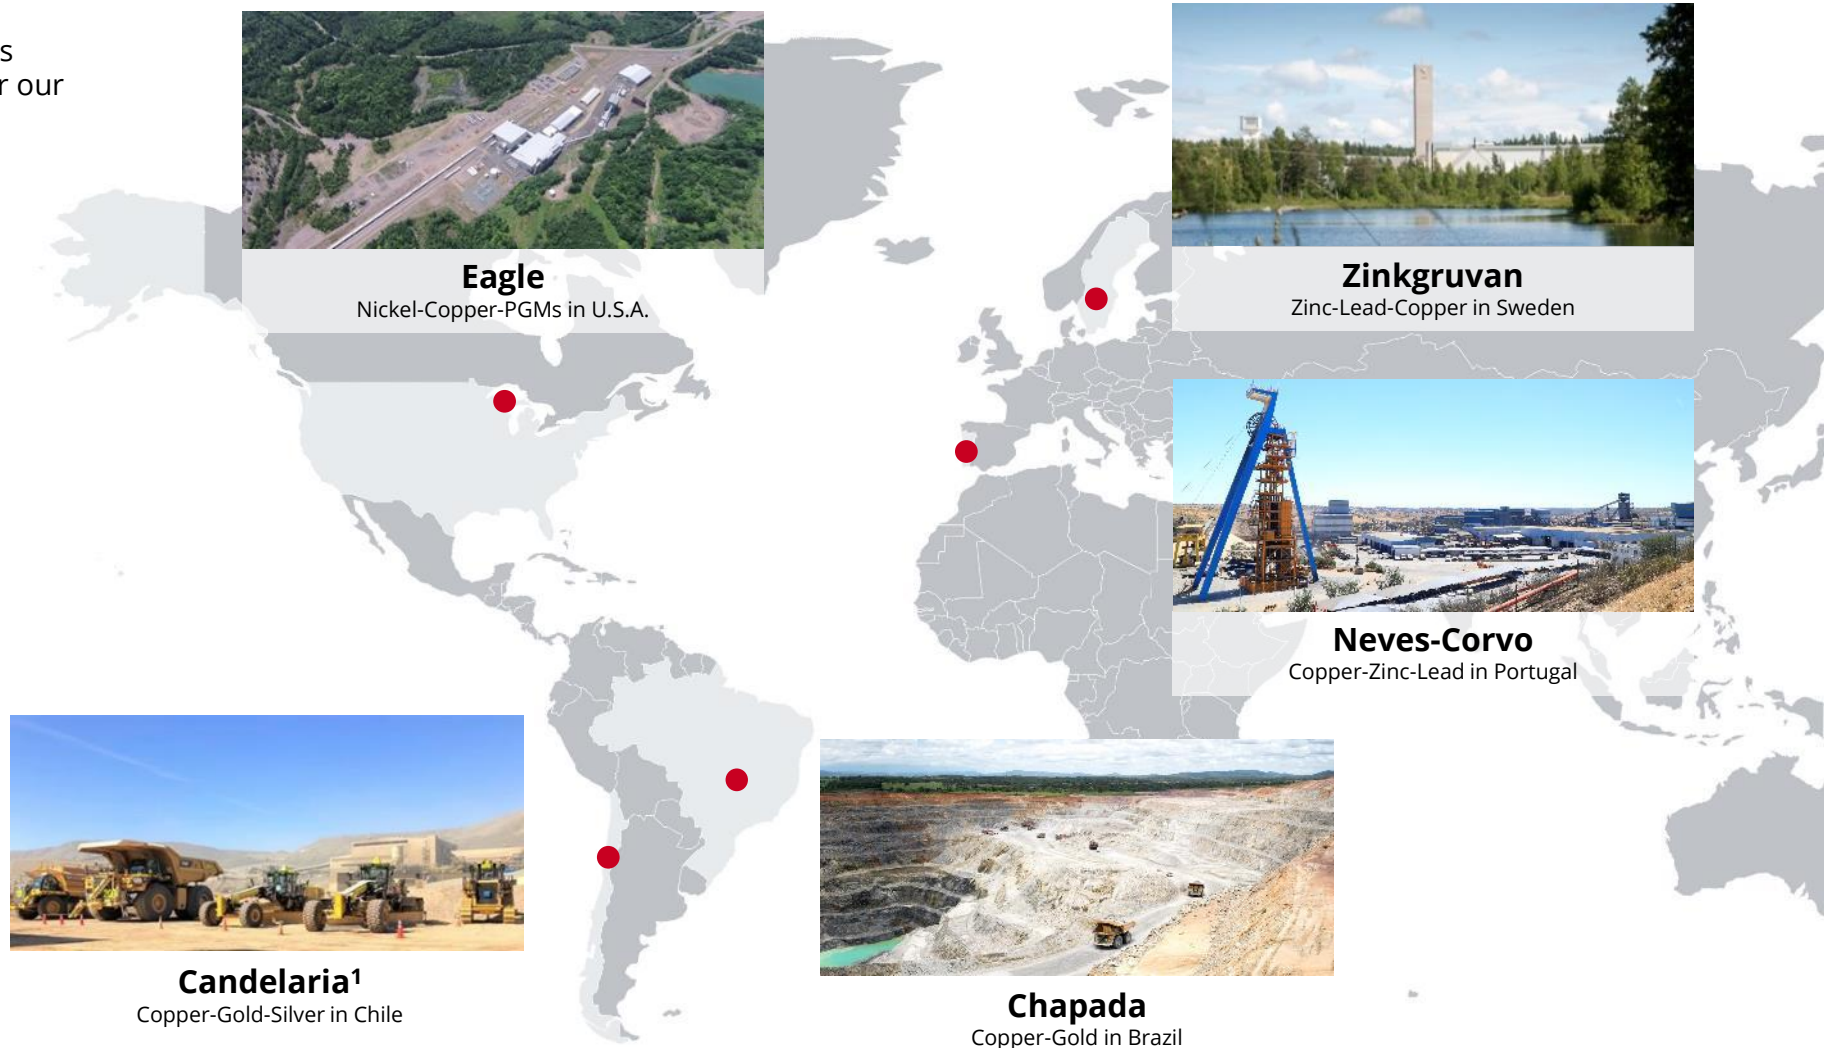 s
r our
Eagle
Nickel-Copper-PGMs in U.S.A.
Zinkgruvan
Zinc-Lead-Copper in Sweden
Neves-Corvo
Copper-Zinc-Lead in Portugal
Candelaria¹
Copper-Gold-Silver in Chile
Chapada
Copper-Gold in Brazil